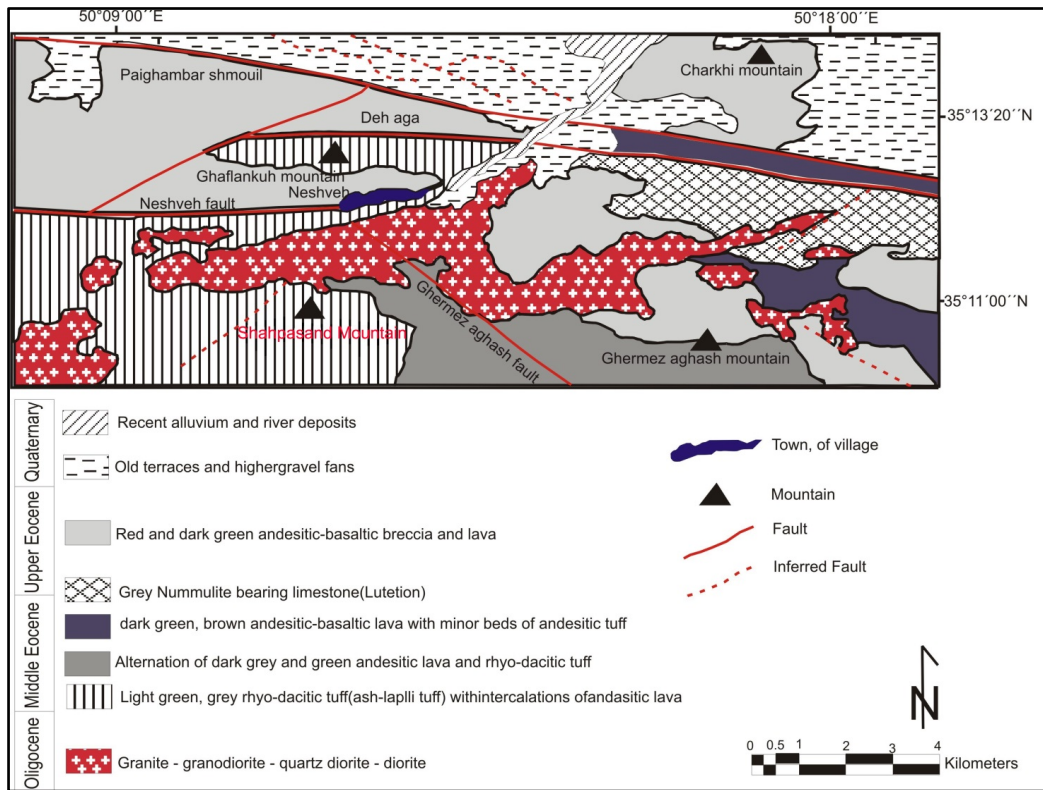 50°09´00´´E
50°18´00´´E
Paighambar shmouil
Charkhi mountain
Deh aga
35°13´20´´N
Ghaflankuh mountain
Neshveh
Neshveh fault
Ghermez aghash fault
35°11´00´´N
Shahpasand Mountain
Ghermez aghash mountain
Quaternary
Recent alluvium and river deposits
Old terraces and highergravel fans
Upper Eocene
Red and dark green andesitic-basaltic breccia and lava
Grey Nummulite bearing limestone(Lutetion)
Middle Eocene
dark green, brown andesitic-basaltic lava with minor beds of andesitic tuff
Alternation of dark grey and green andesitic lava and rhyo-dacitic tuff
Light green, grey rhyo-dacitic tuff(ash-laplli tuff) withintercalations ofandasitic lava
Oligocene
Granite - granodiorite - quartz diorite - diorite
Town, of village
Mountain
Fault
Inferred Fault
N
0 0.5 1 2 3 4
Kilometers